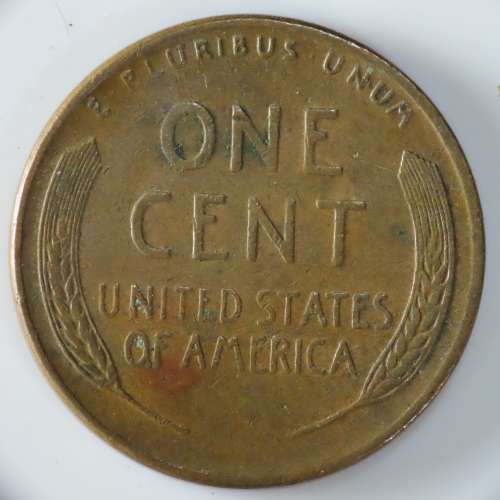 E PLURIBUS UNUM
ONE
CENT
UNITED STATES
OF AMERICA